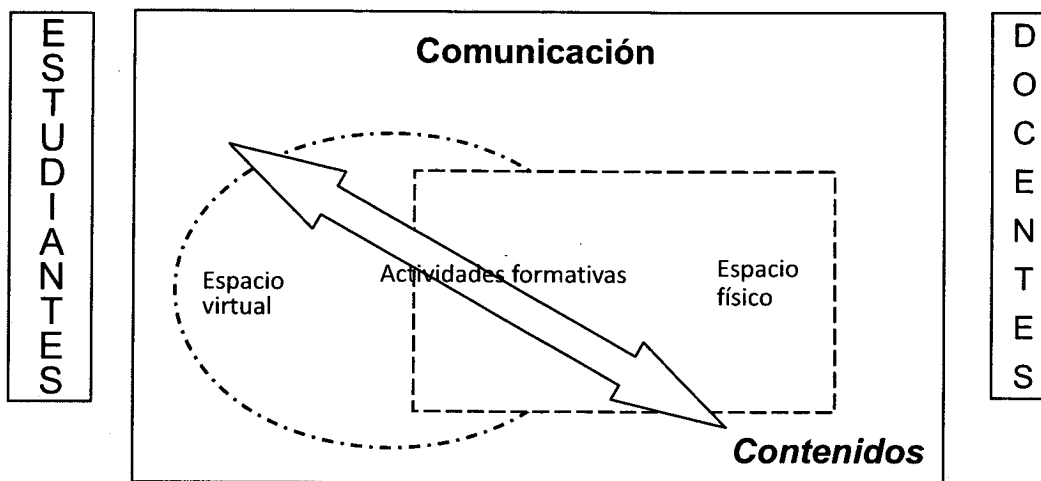 ESTUDIANTES
Comunicación
Espacio
virtual
Actividades formativas
Espacio
físico
Contenidos
DOCENTES